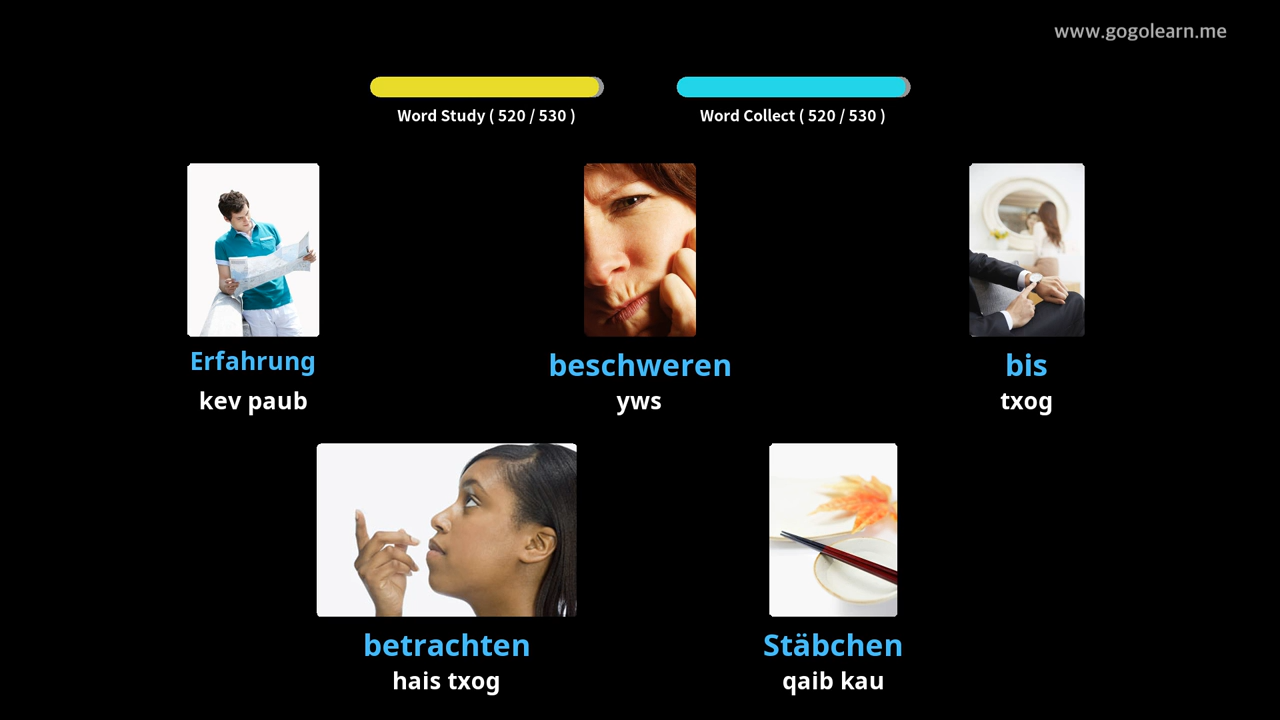 www.gogolearn.me
Word Study ( 520 / 530 )
Word Collect ( 520 / 530 )
Erfahrung
kev paub
beschweren
yws
bis
txog
betrachten
hais txog
Stäbchen
qaib kau